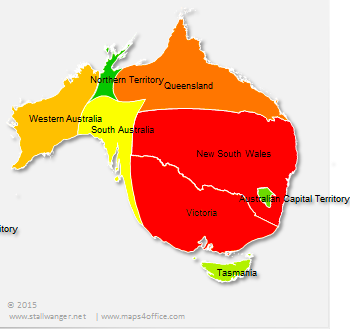 Northern Territory
Queensland
Western Australia
South Australia
New South Wales
Australian Capital Territory
Victoria
itory
Tasmania
© 2015
www.stallwanger.net | www.maps4office.com